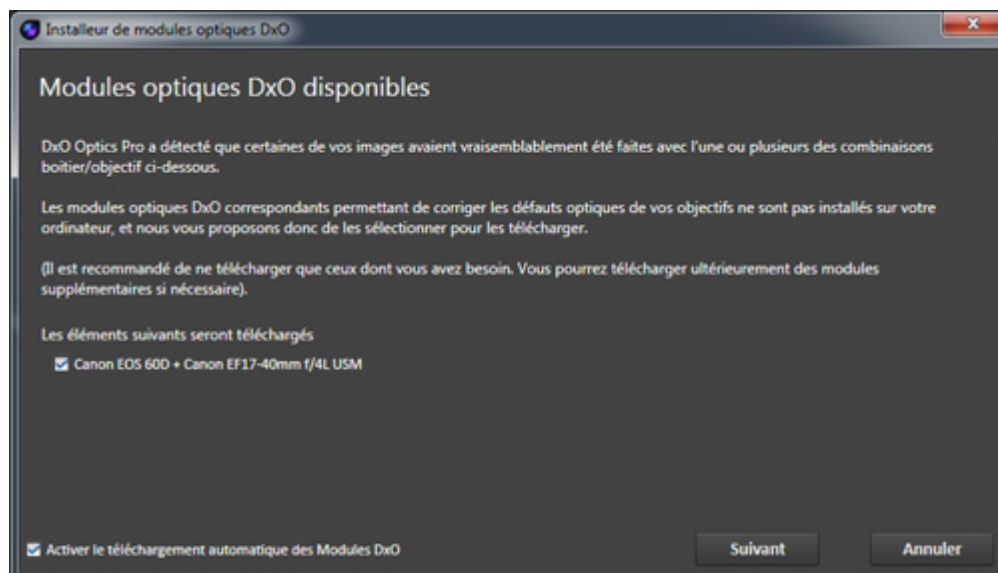 Installeur de modules optiques DxO
Modules optiques DxO disponibles
DxO Optics Pro a détecté que certaines de vos images avaient vraisemblablement été faites avec l'une ou plusieurs des combinaisons
boitier/objectif ci-dessous.
Les modules optiques DxO correspondants permettant de corriger les défauts optiques de vos objectifs ne sont pas installés sur votre
ordinateur, et nous vous proposons donc de les sélectionner pour les télécharger.
(Il est recommandé de ne télécharger que ceux dont vous avez besoin. Vous pourrez télécharger ultérieurement des modules
supplémentaires si nécessaire).
Les éléments suivants seront téléchargés
Canon EOS 60D + Canon EF17-40mm f/4L USM
Activer le téléchargement automatique des Modules DxO
Suivant
Annuler